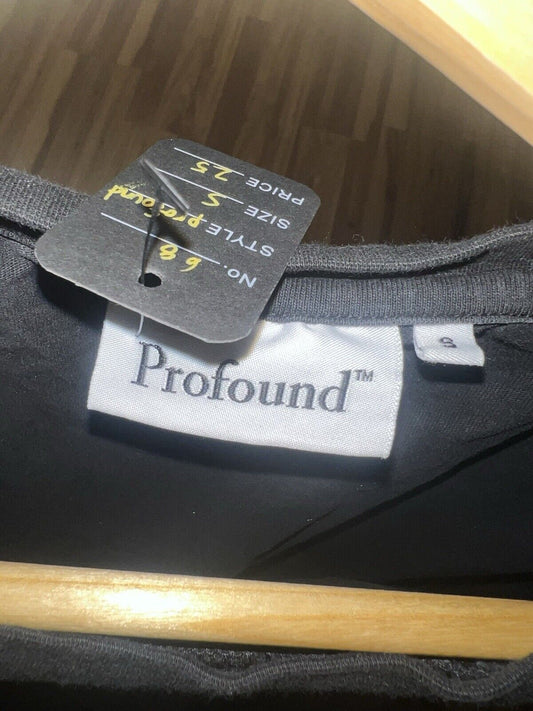 No. 68
STYLE profound
SIZE S
PRICE 25
Profound™
S